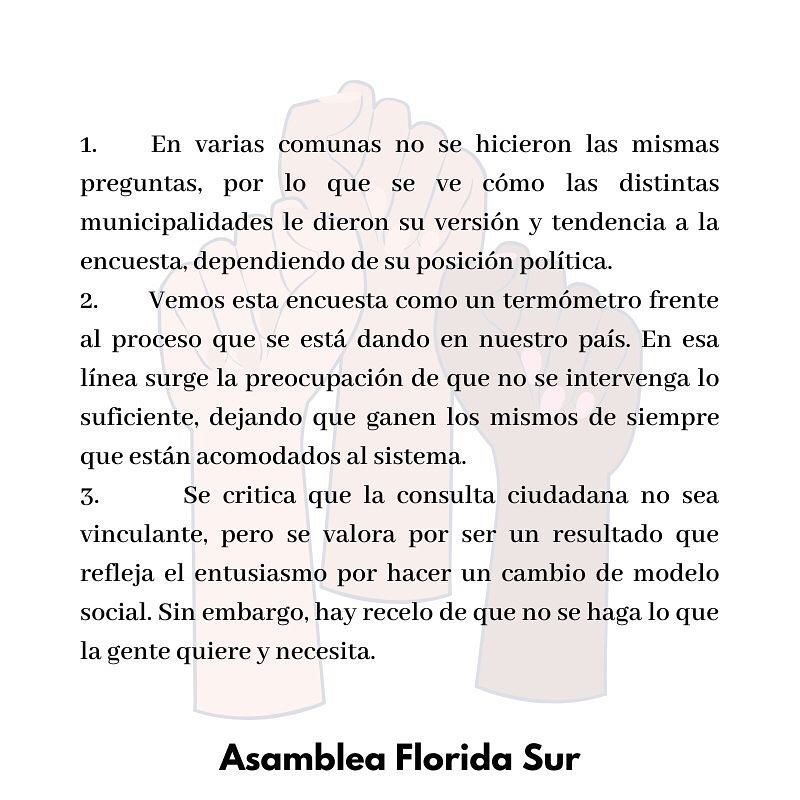 1. En varias comunas no se hicieron las mismas
preguntas, por lo que se ve cómo las distintas
municipalidades le dieron su versión y tendencia a la
encuesta, dependiendo de su posición política.
2. Vemos esta encuesta como un termómetro frente
al proceso que se está dando en nuestro país. En esa
línea surge la preocupación de que no se intervenga lo
suficiente, dejando que ganen los mismos de siempre
que están acomodados al sistema.
3. Se critica que la consulta ciudadana no sea
vinculante, pero se valora por ser un resultado que
refleja el entusiasmo por hacer un cambio de modelo
social. Sin embargo, hay recelo de que no se haga lo que
la gente quiere y necesita.
Asamblea Florida Sur